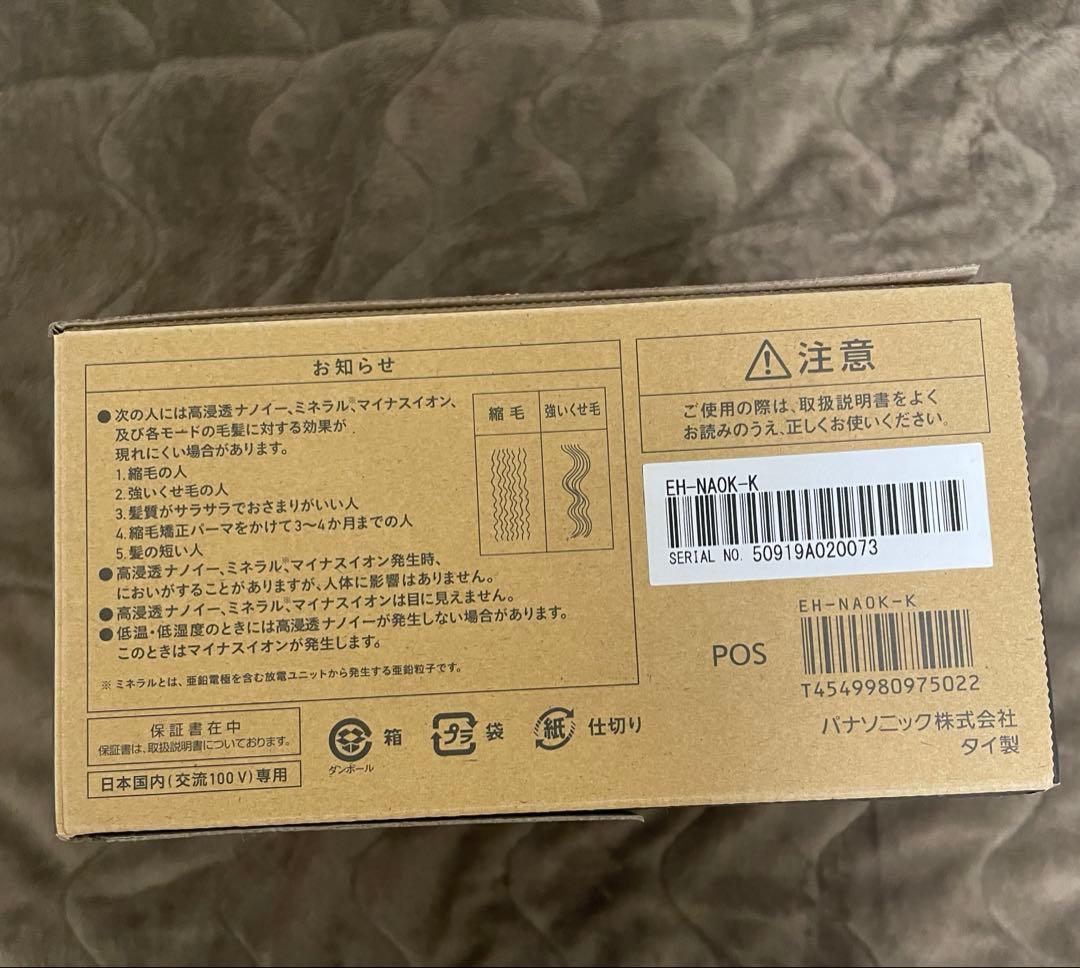 お知らせ
●次の人には高浸透ナノイー、ミネラル※、マイナスイオン、
及び各モードの毛髪に対する効果が
現れにくい場合があります。
1.縮毛の人
2.強いくせ毛の人
3.髪質がサラサラでおさまりがいい人
4.縮毛矯正パーマをかけて3〜4か月までの人
5.髪の短い人
●高浸透ナノイー、ミネラル※、マイナスイオン発生時、
においがすることがありますが、人体に影響はありません。
●高浸透ナノイー、ミネラル※、マイナスイオンは目に見えません。
●低温・低湿度のときには高浸透ナノイーが発生しない場合があります。
このときはマイナスイオンが発生します。
※ ミネラルとは、亜鉛電極を含む放電ユニットから発生する亜鉛粒子です。
縮毛 強いくせ毛
保証書在中
保証書は、取扱説明書についております。
日本国内(交流100V)専用
箱
ダンボール
プラ 袋
紙 仕切り
注意
ご使用の際は、取扱説明書をよく
お読みのうえ、正しくお使いください。
EH-NA0K-K
SERIAL NO. 50919A020073
EH-NA0K-K
POS
T4549980975022
パナソニック株式会社
タイ製